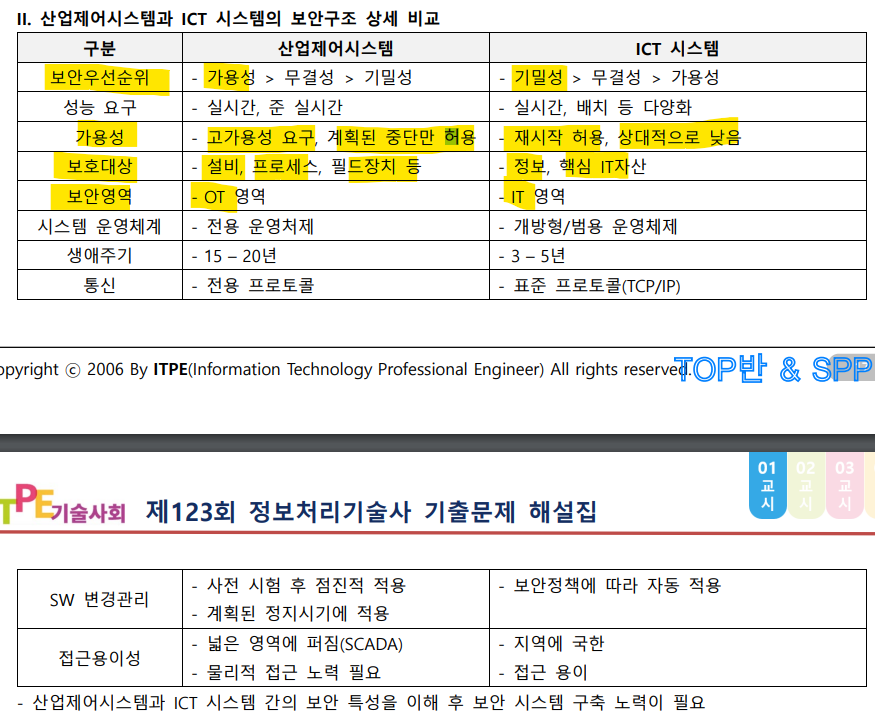 II. 산업제어시스템과 ICT 시스템의 보안구조 상세 비교
구분 산업제어시스템 ICT 시스템
보안우선순위 - 가용성 > 무결성 > 기밀성 - 기밀성 > 무결성 > 가용성
성능 요구 - 실시간, 준 실시간 - 실시간, 배치 등 다양화
가용성 - 고가용성 요구, 계획된 중단만 허용 - 재시작 허용, 상대적으로 낮음
보호대상 - 설비, 프로세스, 필드장치 등 - 정보, 핵심 IT자산
보안영역 - OT 영역 - IT 영역
시스템 운영체계 - 전용 운영처제 - 개방형/범용 운영체제
생애주기 - 15 – 20년 - 3 – 5년
통신 - 전용 프로토콜 - 표준 프로토콜(TCP/IP)
opyright ⓒ 2006 By ITPE(Information Technology Professional Engineer) All rights reserved.
TOP반 & SPP
01 교시 02 교시 03 교시
TPE기술사회 제123회 정보처리기술사 기출문제 해설집
SW 변경관리 - 사전 시험 후 점진적 적용 - 보안정책에 따라 자동 적용
- 계획된 정지시기에 적용
접근용이성 - 넓은 영역에 퍼짐(SCADA) - 지역에 국한
- 물리적 접근 노력 필요 - 접근 용이
- 산업제어시스템과 ICT 시스템 간의 보안 특성을 이해 후 보안 시스템 구축 노력이 필요